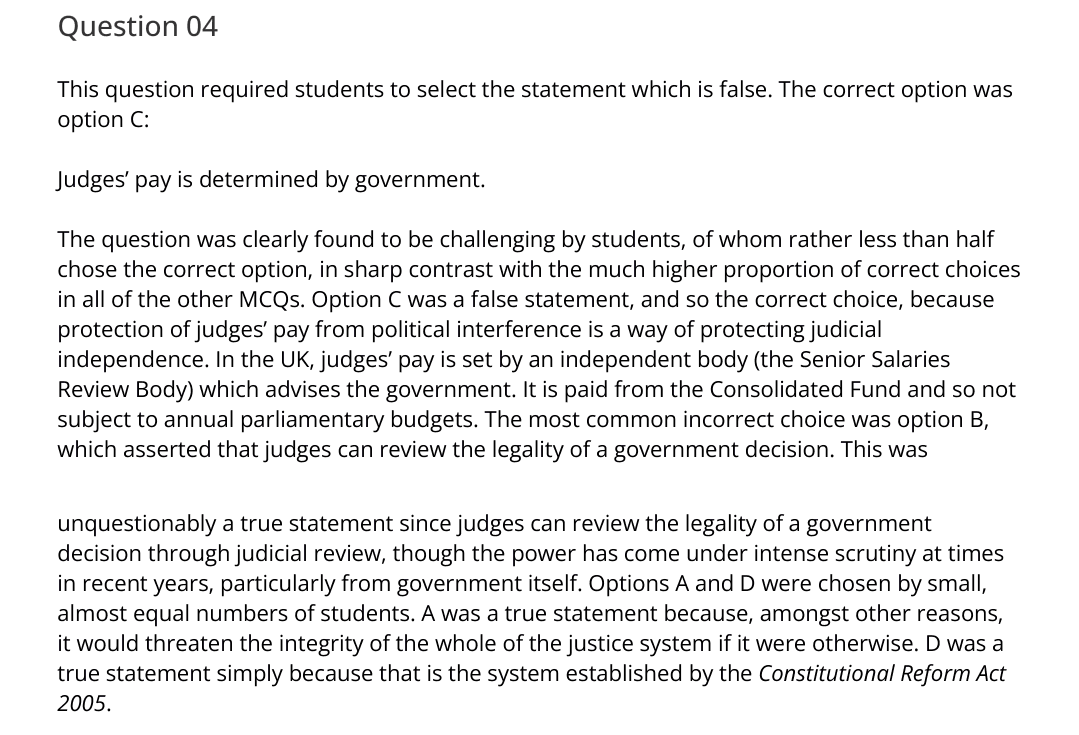 Question 04
This question required students to select the statement which is false. The correct option was
option C:
Judges’ pay is determined by government.
The question was clearly found to be challenging by students, of whom rather less than half
chose the correct option, in sharp contrast with the much higher proportion of correct choices
in all of the other MCQs. Option C was a false statement, and so the correct choice, because
protection of judges’ pay from political interference is a way of protecting judicial
independence. In the UK, judges’ pay is set by an independent body (the Senior Salaries
Review Body) which advises the government. It is paid from the Consolidated Fund and so not
subject to annual parliamentary budgets. The most common incorrect choice was option B,
which asserted that judges can review the legality of a government decision. This was
unquestionably a true statement since judges can review the legality of a government
decision through judicial review, though the power has come under intense scrutiny at times
in recent years, particularly from government itself. Options A and D were chosen by small,
almost equal numbers of students. A was a true statement because, amongst other reasons,
it would threaten the integrity of the whole of the justice system if it were otherwise. D was a
true statement simply because that is the system established by the Constitutional Reform Act
2005.